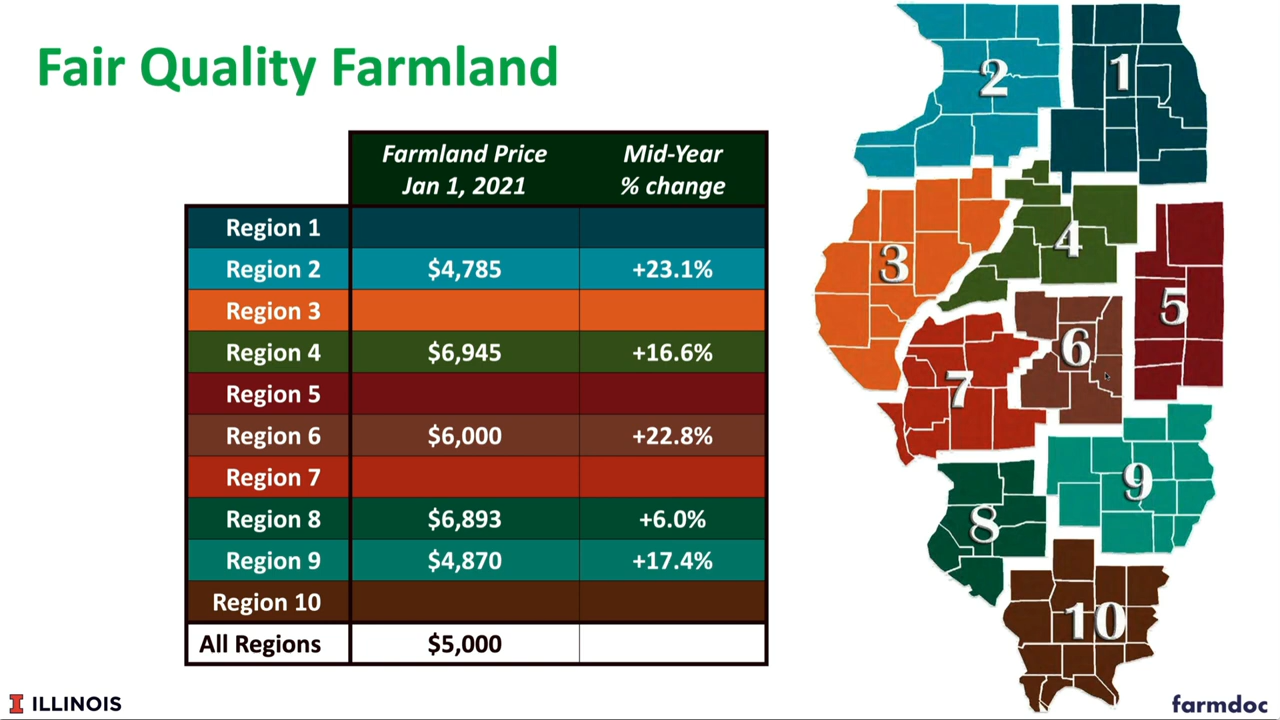 Fair Quality Farmland
Farmland Price Mid-Year
Jan 1, 2021 % change
Region 1
Region 2 $4,785 +23.1%
Region 3
Region 4 $6,945 +16.6%
Region 5
Region 6 $6,000 +22.8%
Region 7
Region 8 $6,893 +6.0%
Region 9 $4,870 +17.4%
Region 10
All Regions $5,000
2 1
3 4
5
6
7
9
8
10
I ILLINOIS
farmdoc